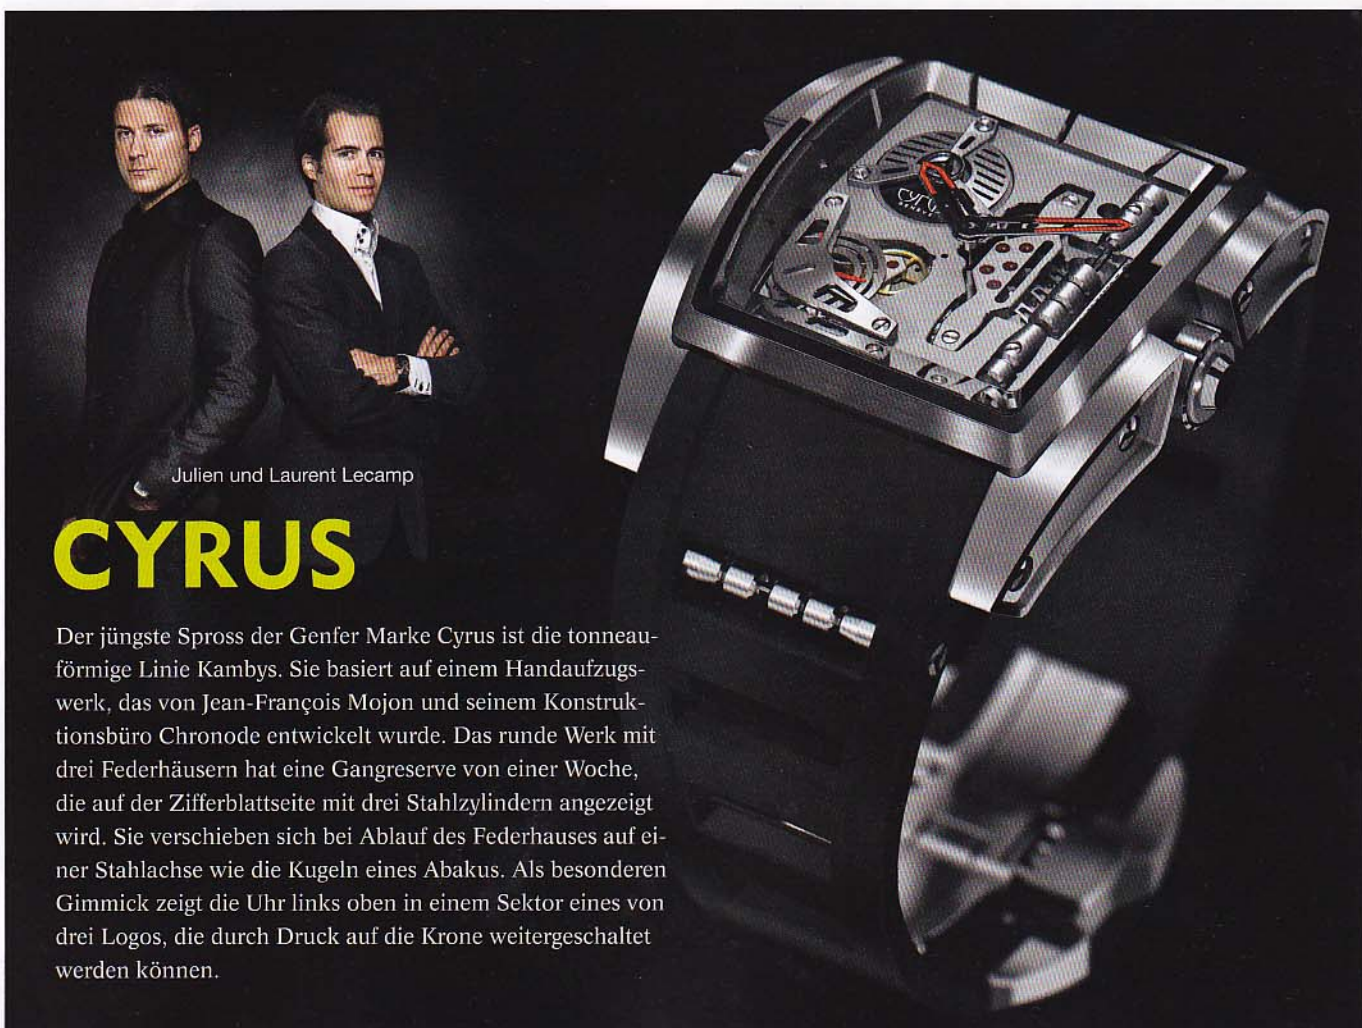 Julien und Laurent Lecamp
CYRUS
Der jüngste Spross der Genfer Marke Cyrus ist die tonneau-
förmige Linie Kambys. Sie basiert auf einem Handaufzugs-
werk, das von Jean-François Mojon und seinem Konstruk-
tionsbüro Chronode entwickelt wurde. Das runde Werk mit
drei Federhäusern hat eine Gangreserve von einer Woche,
die auf der Zifferblattseite mit drei Stahlzylindern angezeigt
wird. Sie verschieben sich bei Ablauf des Federhauses auf ei-
ner Stahlachse wie die Kugeln eines Abakus. Als besonderen
Gimmick zeigt die Uhr links oben in einem Sektor eines von
drei Logos, die durch Druck auf die Krone weitergeschaltet
werden können.